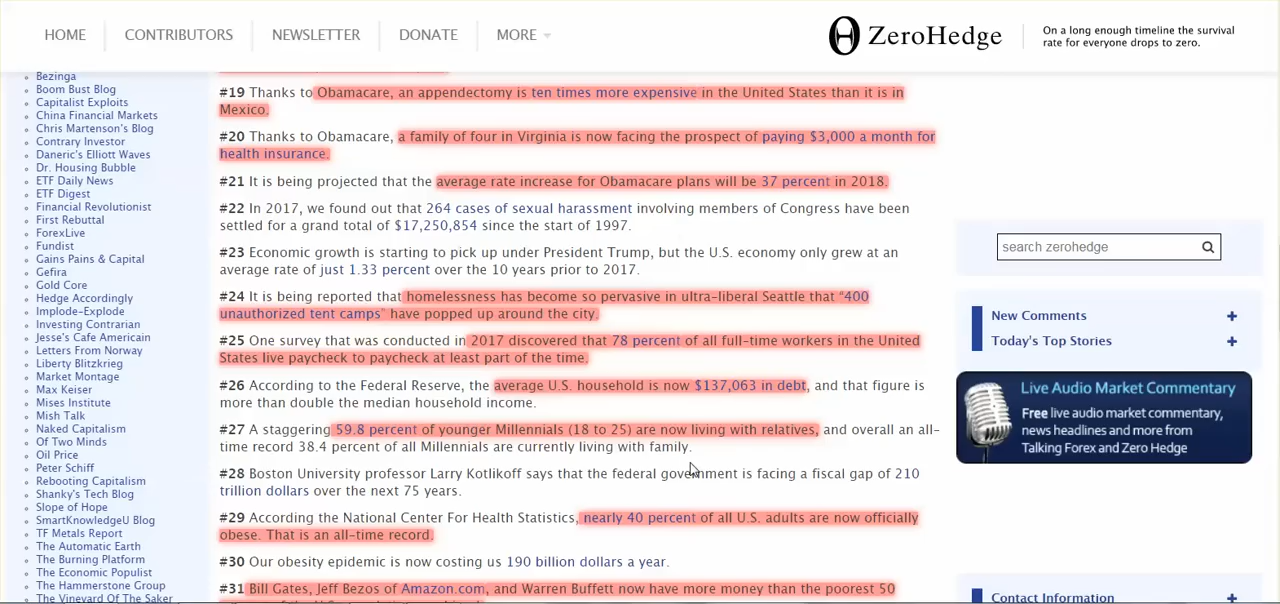 HOME
CONTRIBUTORS
NEWSLETTER
DONATE
MORE
ZeroHedge
On a long enough timeline the survival
rate for everyone drops to zero.
Bezinga
Boom Bust Blog
Capitalist Exploits
China Financial Markets
Chris Martenson's Blog
Contrary Investor
Daneric's Elliott Waves
Dr. Housing Bubble
ETF Daily News
ETF Digest
Financial Revolutionist
First Rebuttal
ForexLive
Fundist
Gains Pains & Capital
Gefira
Gold Core
Hedge Accordingly
Implode-Explode
Investing Contrarian
Jesse's Cafe Americain
Letters From Norway
Liberty Blitzkrieg
Market Montage
Max Keiser
Mises Institute
Mish Talk
Naked Capitalism
Of Two Minds
Oil Price
Peter Schiff
Rebooting Capitalism
Shanky's Tech Blog
Slope of Hope
SmartKnowledgeU Blog
TF Metals Report
The Automatic Earth
The Burning Platform
The Economic Populist
The Hammerstone Group
The Vineyard Of The Saker
#19 Thanks to Obamacare, an appendectomy is ten times more expensive in the United States than it is in
Mexico.
#20 Thanks to Obamacare, a family of four in Virginia is now facing the prospect of paying $3,000 a month for
health insurance.
#21 It is being projected that the average rate increase for Obamacare plans will be 37 percent in 2018.
#22 In 2017, we found out that 264 cases of sexual harassment involving members of Congress have been
settled for a grand total of $17,250,854 since the start of 1997.
#23 Economic growth is starting to pick up under President Trump, but the U.S. economy only grew at an
average rate of just 1.33 percent over the 10 years prior to 2017.
#24 It is being reported that homelessness has become so pervasive in ultra-liberal Seattle that “400
unauthorized tent camps” have popped up around the city.
#25 One survey that was conducted in 2017 discovered that 78 percent of all full-time workers in the United
States live paycheck to paycheck at least part of the time.
#26 According to the Federal Reserve, the average U.S. household is now $137,063 in debt, and that figure is
more than double the median household income.
#27 A staggering 59.8 percent of younger Millennials (18 to 25) are now living with relatives, and overall an all-
time record 38.4 percent of all Millennials are currently living with family.
#28 Boston University professor Larry Kotlikoff says that the federal government is facing a fiscal gap of 210
trillion dollars over the next 75 years.
#29 According the National Center For Health Statistics, nearly 40 percent of all U.S. adults are now officially
obese. That is an all-time record.
#30 Our obesity epidemic is now costing us 190 billion dollars a year.
#31 Bill Gates, Jeff Bezos of Amazon.com, and Warren Buffett now have more money than the poorest 50
search zerohedge
New Comments +
Today's Top Stories +
Live Audio Market Commentary
Free live audio market commentary,
news headlines and more from
Talking Forex and Zero Hedge
Contact Information +